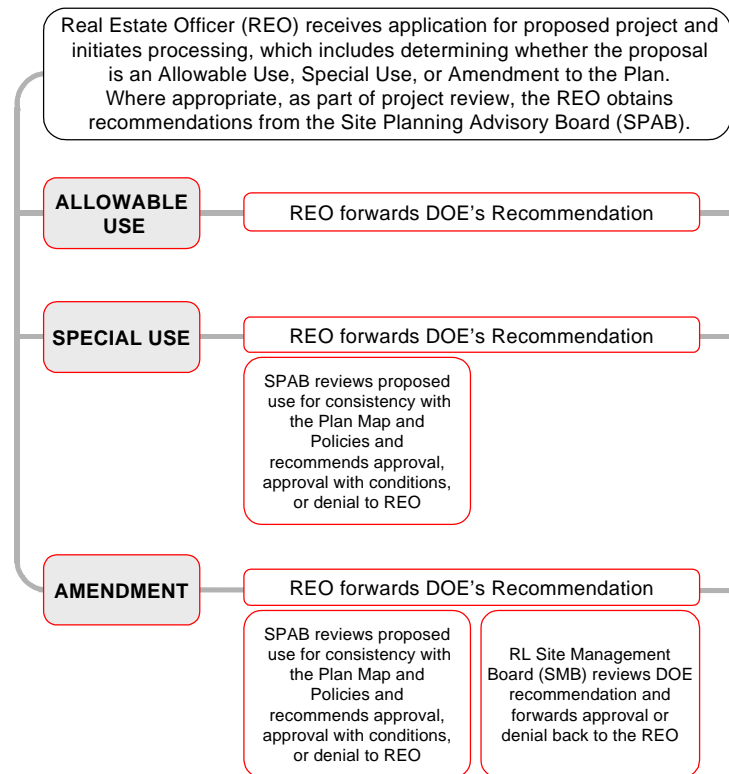 Real Estate Officer (REO) receives application for proposed project and
initiates processing, which includes determining whether the proposal
is an Allowable Use, Special Use, or Amendment to the Plan.
Where appropriate, as part of project review, the REO obtains
recommendations from the Site Planning Advisory Board (SPAB).
ALLOWABLE
USE
REO forwards DOE's Recommendation
SPECIAL USE
REO forwards DOE's Recommendation
SPAB reviews proposed
use for consistency with
the Plan Map and
Policies and
recommends approval,
approval with conditions,
or denial to REO
AMENDMENT
REO forwards DOE's Recommendation
SPAB reviews proposed
use for consistency with
the Plan Map and
Policies and
recommends approval,
approval with conditions,
or denial to REO
RL Site Management
Board (SMB) reviews DOE
recommendation and
forwards approval or
denial back to the REO